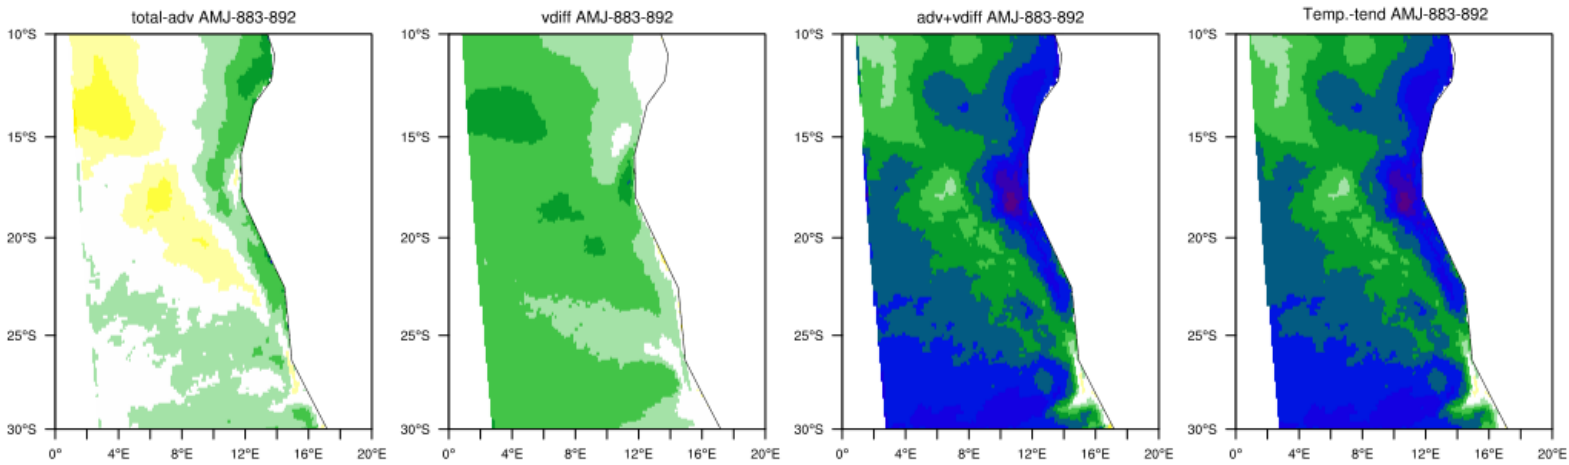 total-adv AMJ-883-892
10°S
15°S
20°S
25°S
30°S
0° 4°E 8°E 12°E 16°E 20°E
vdiff AMJ-883-892
10°S
15°S
20°S
25°S
30°S
0° 4°E 8°E 12°E 16°E 20°E
adv+vdiff AMJ-883-892
10°S
15°S
20°S
25°S
30°S
0° 4°E 8°E 12°E 16°E 20°E
Temp.-tend AMJ-883-892
10°S
15°S
20°S
25°S
30°S
0° 4°E 8°E 12°E 16°E 20°E